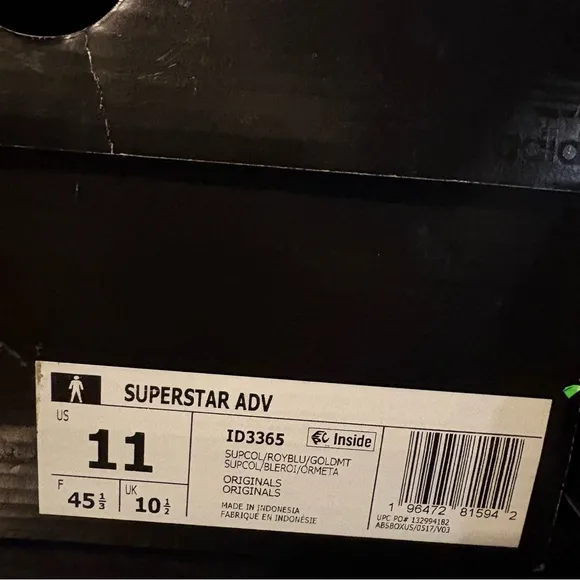 SUPERSTAR ADV
US
11
F 45 1/3
UK 10 1/2
ID3365
Inside
SUPCOL/ROYBLU/GOLDMT
SUPCOL/BLEROI/ORMETA
ORIGINALS
ORIGINALS
MADE IN INDONESIA
FABRIQUÉ EN INDONÉSIE
1 96472 81594 2
UPC PO# 132994182
ABSBOXUS/0517/V03